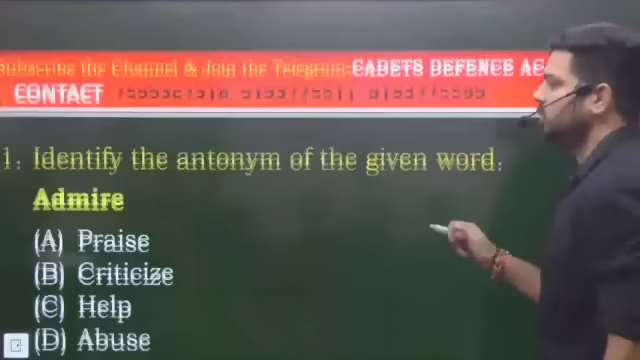 Subscribe the Channel & Join the Telegram:CADETS DEFENCE AC
CONTACT
1. Identify the antonym of the given word.
Admire
(A) Praise
(B) Criticize
(C) Help
(D) Abuse